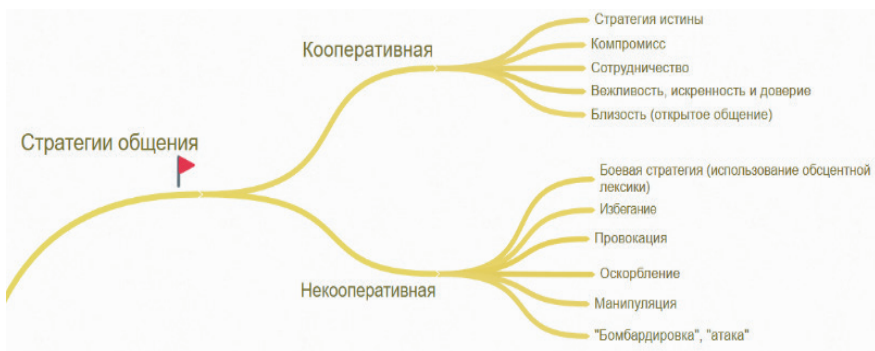 Стратегии общения
Кооперативная
Стратегия истины
Компромисс
Сотрудничество
Вежливость, искренность и доверие
Близость (открытое общение)
Некооперативная
Боевая стратегия (использование обсцентной
лексики)
Избегание
Провокация
Оскорбление
Манипуляция
"Бомбардировка", "атака"